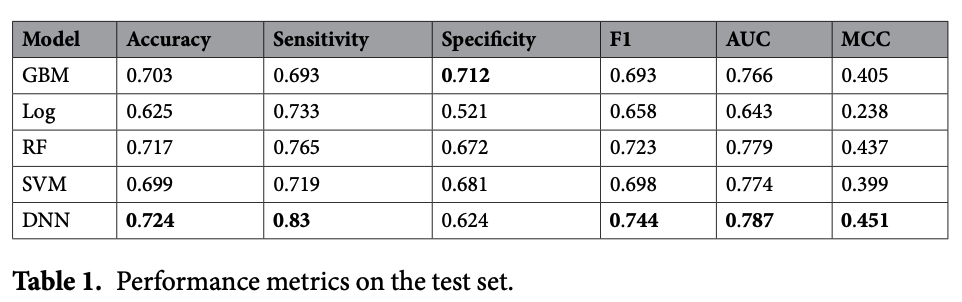 Model Accuracy Sensitivity Specificity F1 AUC MCC
GBM 0.703 0.693 0.712 0.693 0.766 0.405
Log 0.625 0.733 0.521 0.658 0.643 0.238
RF 0.717 0.765 0.672 0.723 0.779 0.437
SVM 0.699 0.719 0.681 0.698 0.774 0.399
DNN 0.724 0.83 0.624 0.744 0.787 0.451
Table 1. Performance metrics on the test set.